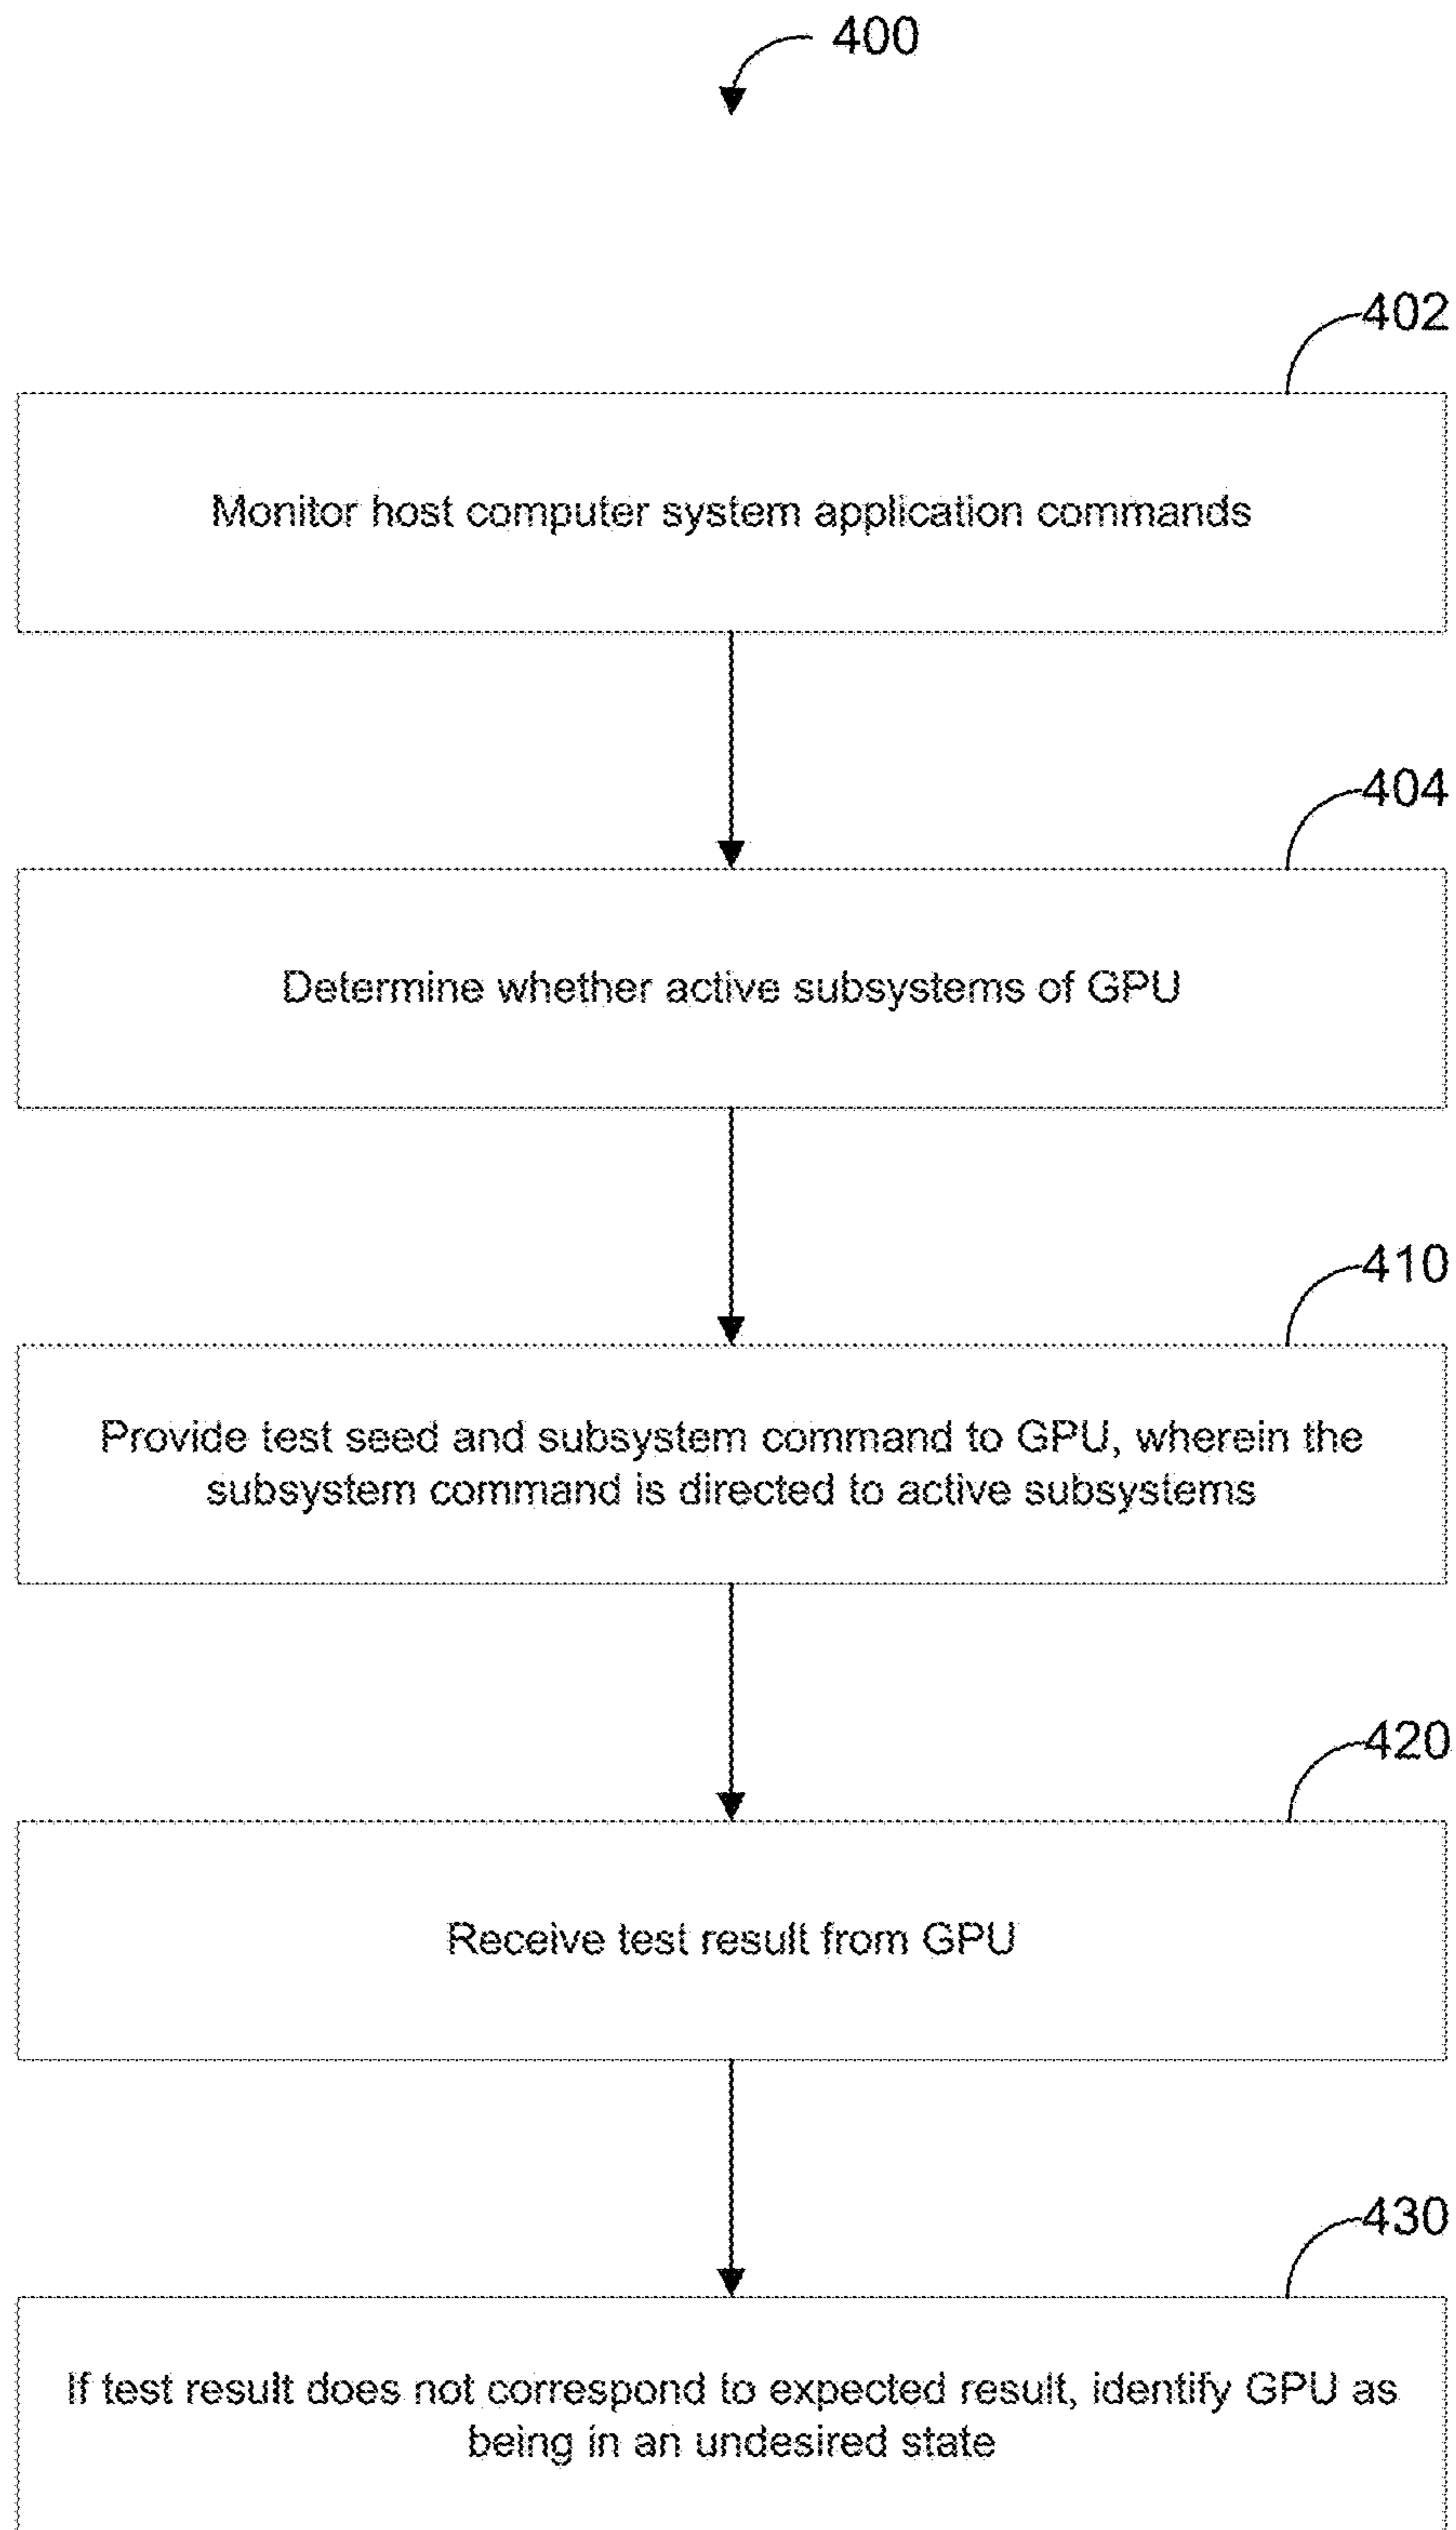 400
402
Monitor host computer system application commands
404
Determine whether active subsystems of GPU
410
Provide test seed and subsystem command to GPU, wherein the
subsystem command is directed to active subsystems
420
Receive test result from GPU
430
If test result does not correspond to expected result, identify GPU as
being in an undesired state